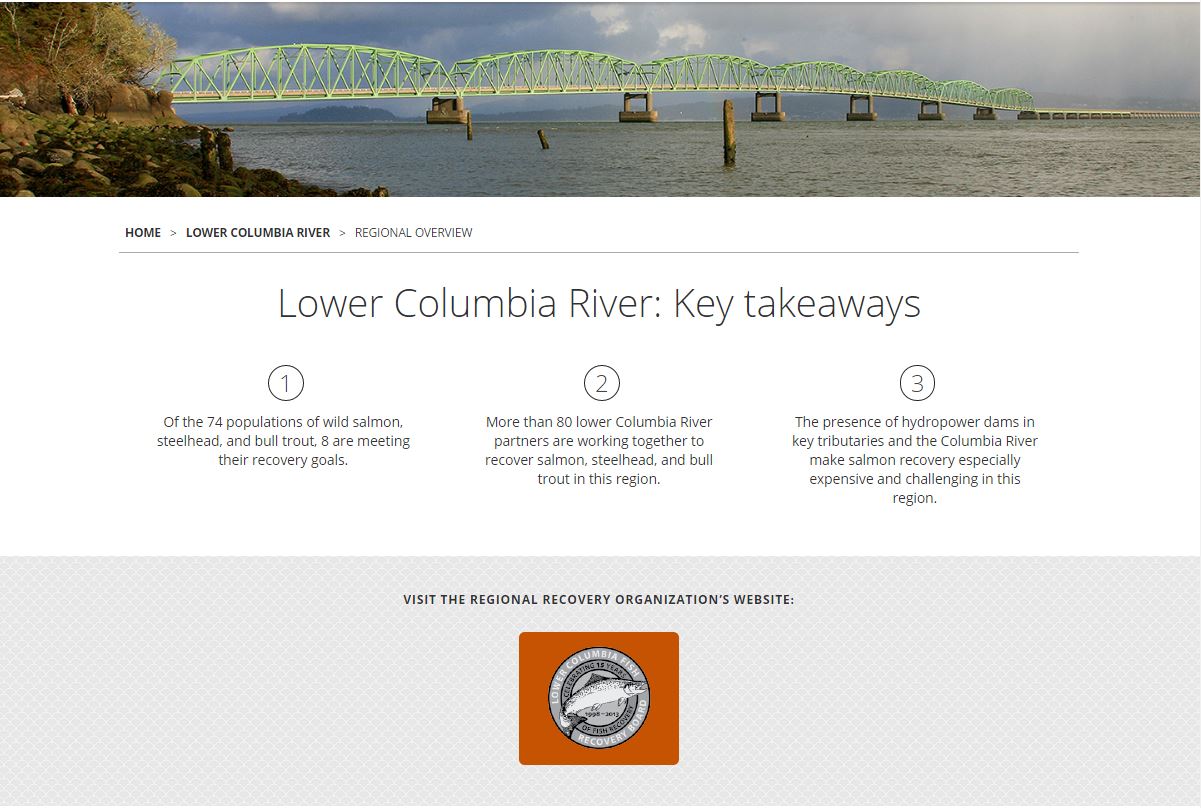 HOME > LOWER COLUMBIA RIVER > REGIONAL OVERVIEW
Lower Columbia River: Key takeaways
1
Of the 74 populations of wild salmon,
steelhead, and bull trout, 8 are meeting
their recovery goals.
2
More than 80 lower Columbia River
partners are working together to
recover salmon, steelhead, and bull
trout in this region.
3
The presence of hydropower dams in
key tributaries and the Columbia River
make salmon recovery especially
expensive and challenging in this
region.
VISIT THE REGIONAL RECOVERY ORGANIZATION'S WEBSITE:
LOWER COLUMBIA FISH
RECOVERY BOARD
CELEBRATING 15 YEARS
OF FISH RECOVERY
1998-2013